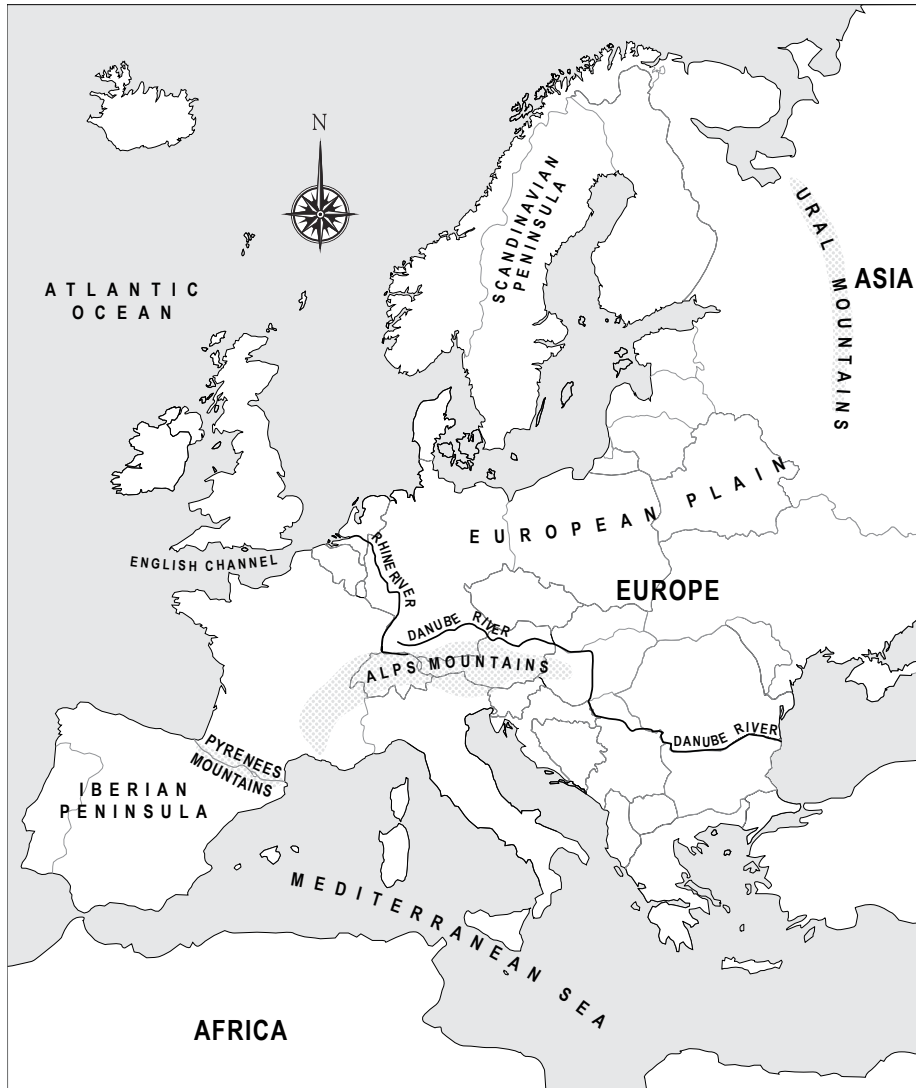 N
ATLANTIC
OCEAN
SCANDINAVIAN
PENINSULA
URAL MOUNTAINS
ASIA
EUROPEAN PLAIN
ENGLISH CHANNEL
RHINE RIVER
EUROPE
DANUBE RIVER
ALPS MOUNTAINS
DANUBE RIVER
PYRENEES
MOUNTAINS
IBERIAN
PENINSULA
MEDITERRANEAN SEA
AFRICA